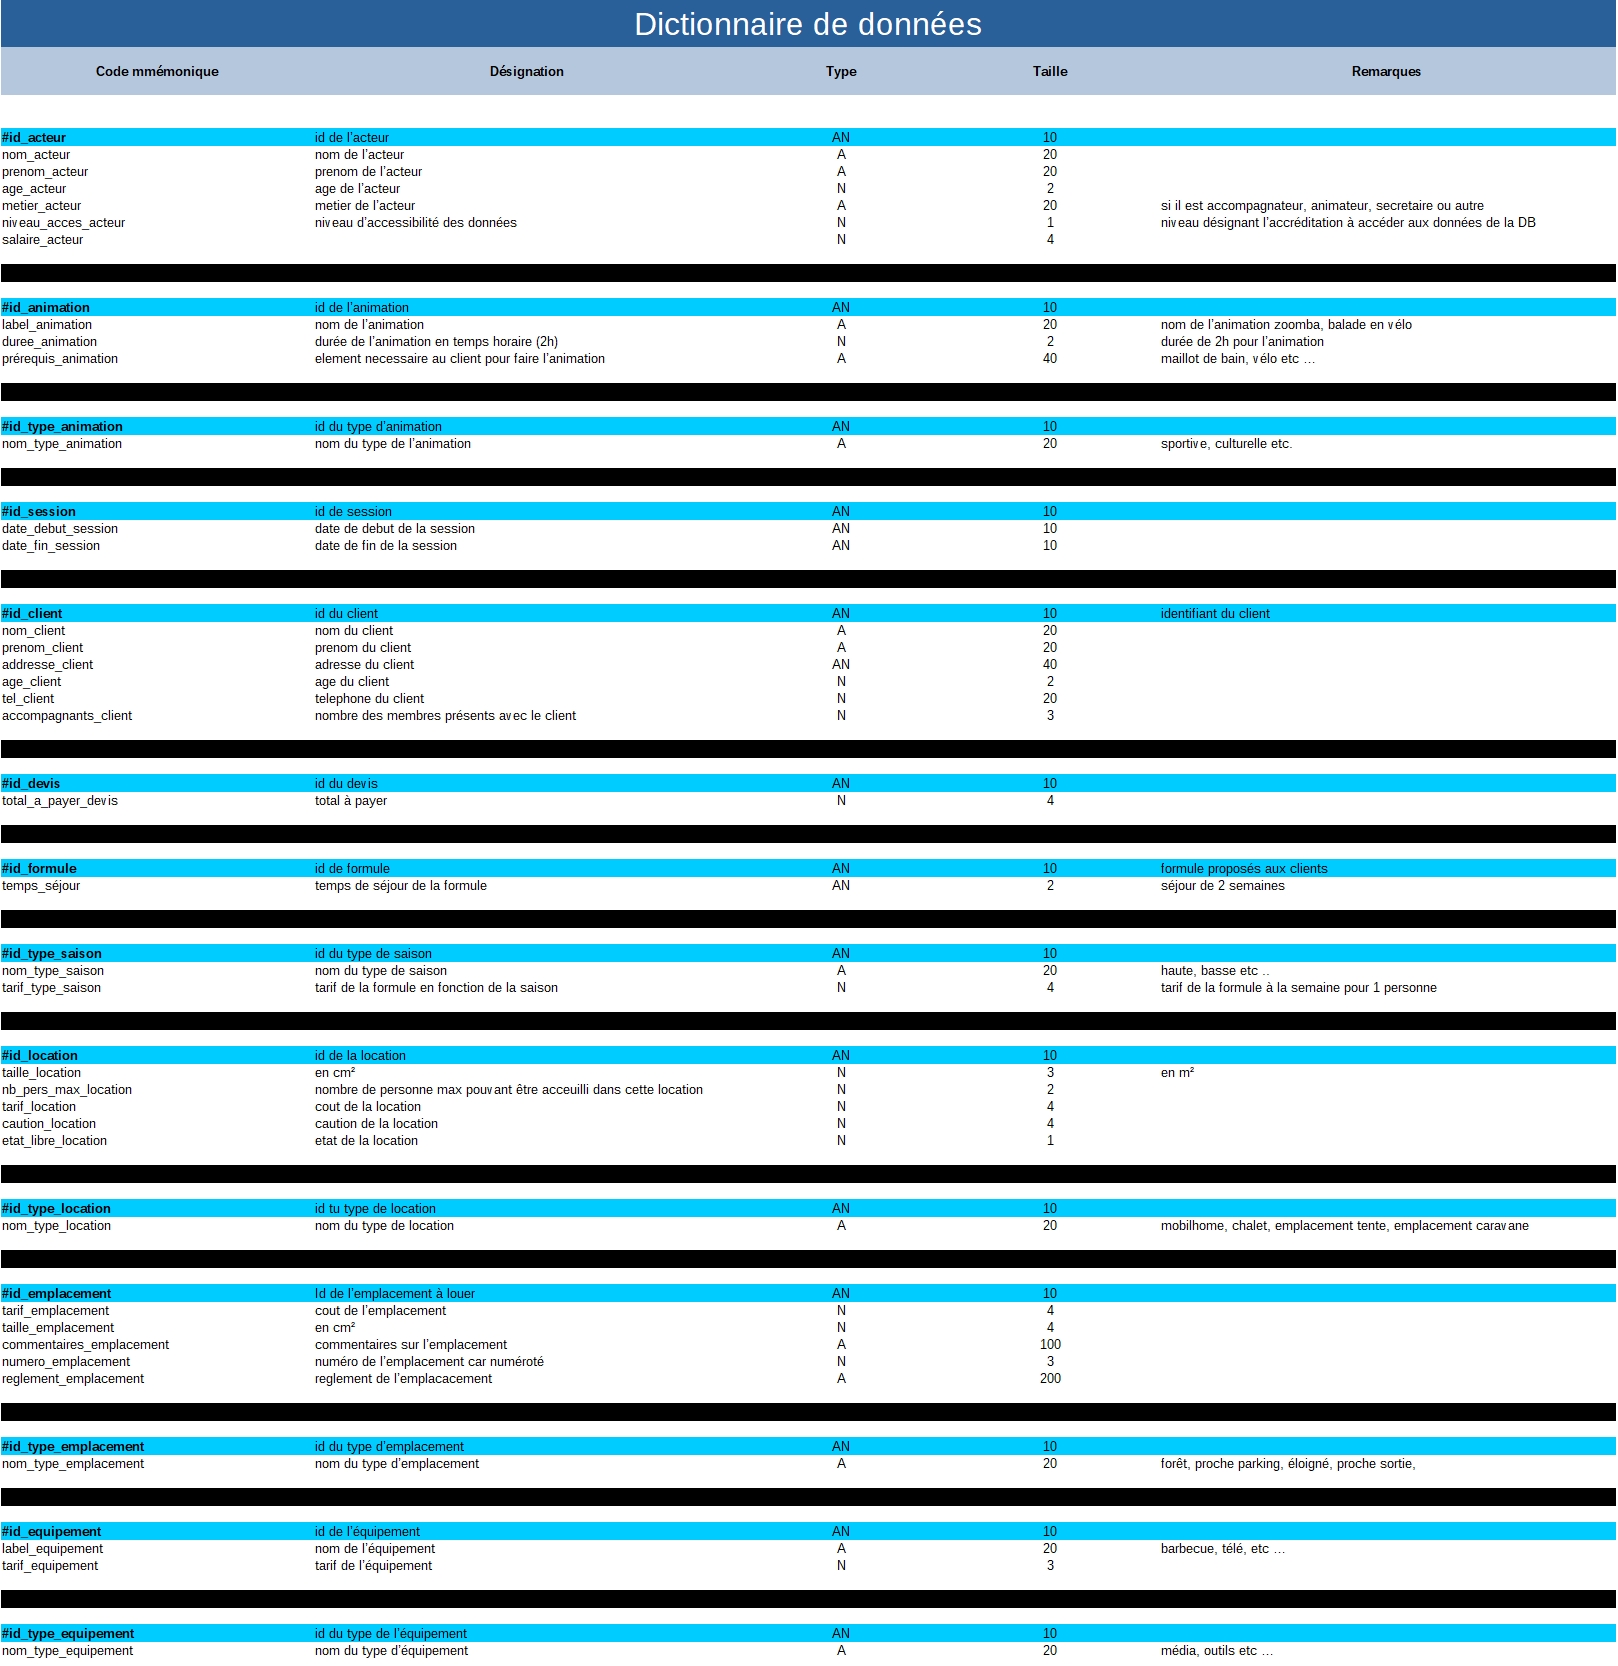 Dictionnaire de données
Code mmémonique Désignation Type Taille Remarques
#id_acteur id de l’acteur AN 10
nom_acteur nom de l’acteur A 20
prenom_acteur prenom de l’acteur A 20
age_acteur age de l’acteur N 2
metier_acteur metier de l’acteur A 20 si il est accompagnateur, animateur, secretaire ou autre
niveau_acces_acteur niveau d’accessibilité des données N 1 niveau désignant l’accréditation à accéder aux données de la DB
salaire_acteur N 4
#id_animation id de l’animation AN 10
label_animation nom de l’animation A 20 nom de l’animation zoomba, balade en vélo
duree_animation durée de l’animation en temps horaire (2h) N 2 durée de 2h pour l’animation
prérequis_animation element necessaire au client pour faire l’animation A 40 maillot de bain, vélo etc …
#id_type_animation id du type d’animation AN 10
nom_type_animation nom du type de l’animation A 20 sportive, culturelle etc.
#id_session id de session AN 10
date_debut_session date de debut de la session AN 10
date_fin_session date de fin de la session AN 10
#id_client id du client AN 10 identifiant du client
nom_client nom du client A 20
prenom_client prenom du client A 20
addresse_client adresse du client AN 40
age_client age du client N 2
tel_client telephone du client N 20
accompagnants_client nombre des membres présents avec le client N 3
#id_devis id du devis AN 10
total_a_payer_devis total à payer N 4
#id_formule id de formule AN 10 formule proposés aux clients
temps_séjour temps de séjour de la formule AN 2 séjour de 2 semaines
#id_type_saison id du type de saison AN 10
nom_type_saison nom du type de saison A 20 haute, basse etc ..
tarif_type_saison tarif de la formule en fonction de la saison N 4 tarif de la formule à la semaine pour 1 personne
#id_location id de la location AN 10
taille_location en cm² N 3 en m²
nb_pers_max_location nombre de personne max pouvant être acceuilli dans cette location N 2
tarif_location cout de la location N 4
caution_location caution de la location N 4
etat_libre_location etat de la location N 1
#id_type_location id tu type de location AN 10
nom_type_location nom du type de location A 20 mobilhome, chalet, emplacement tente, emplacement caravane
#id_emplacement Id de l’emplacement à louer AN 10
tarif_emplacement cout de l’emplacement N 4
taille_emplacement en cm² N 4
commentaires_emplacement commentaires sur l’emplacement A 100
numero_emplacement numéro de l’emplacement car numéroté N 3
reglement_emplacement reglement de l’emplacacement A 200
#id_type_emplacement id du type d’emplacement AN 10
nom_type_emplacement nom du type d’emplacement A 20 forêt, proche parking, éloigné, proche sortie,
#id_equipement id de l’équipement AN 10
label_equipement nom de l’équipement A 20 barbecue, télé, etc …
tarif_equipement tarif de l’équipement N 3
#id_type_equipement id du type de l’équipement AN 10
nom_type_equipement nom du type d’équipement A 20 média, outils etc …